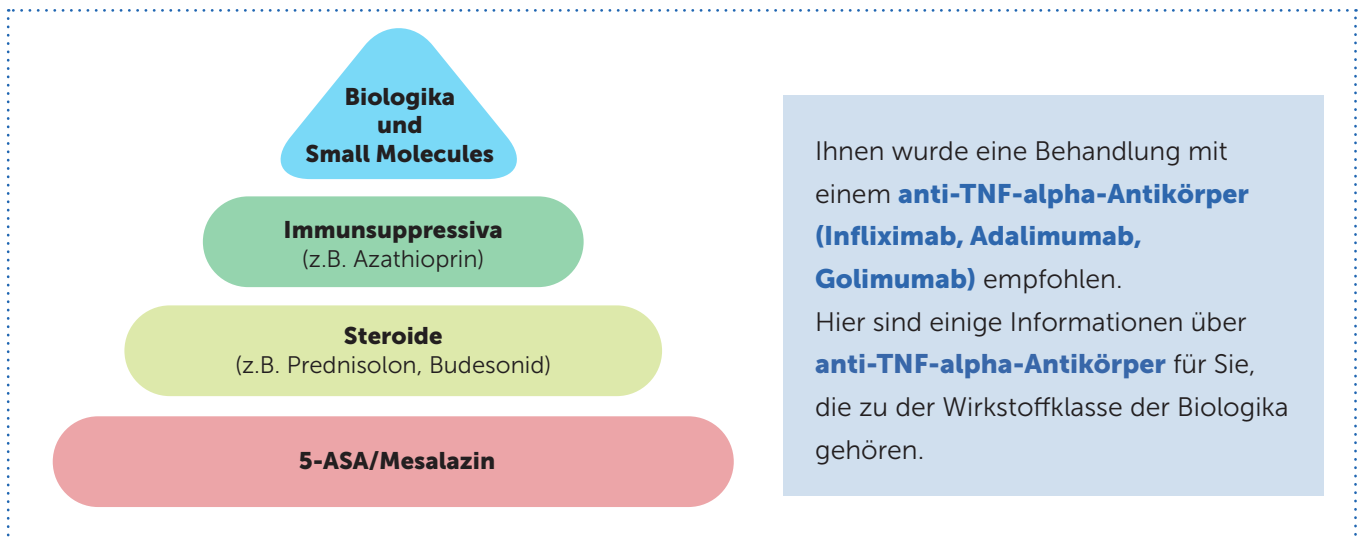 Biologika
und
Small Molecules
Immunsuppressiva
(z.B. Azathioprin)
Steroide
(z.B. Prednisolon, Budesonid)
5-ASA/Mesalazin
Ihnen wurde eine Behandlung mit
einem anti-TNF-alpha-Antikörper
(Infliximab, Adalimumab,
Golimumab) empfohlen.
Hier sind einige Informationen über
anti-TNF-alpha-Antikörper für Sie,
die zu der Wirkstoffklasse der Biologika
gehören.